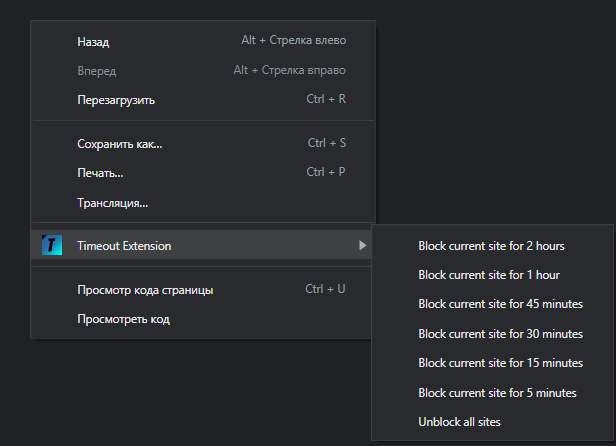 Назад Alt + Стрелка влево
Вперед Alt + Стрелка вправо
Перезагрузить Ctrl + R
Сохранить как... Ctrl + S
Печать... Ctrl + P
Трансляция...
T Timeout Extension
Просмотр кода страницы Ctrl + U
Просмотреть код
Block current site for 2 hours
Block current site for 1 hour
Block current site for 45 minutes
Block current site for 30 minutes
Block current site for 15 minutes
Block current site for 5 minutes
Unblock all sites